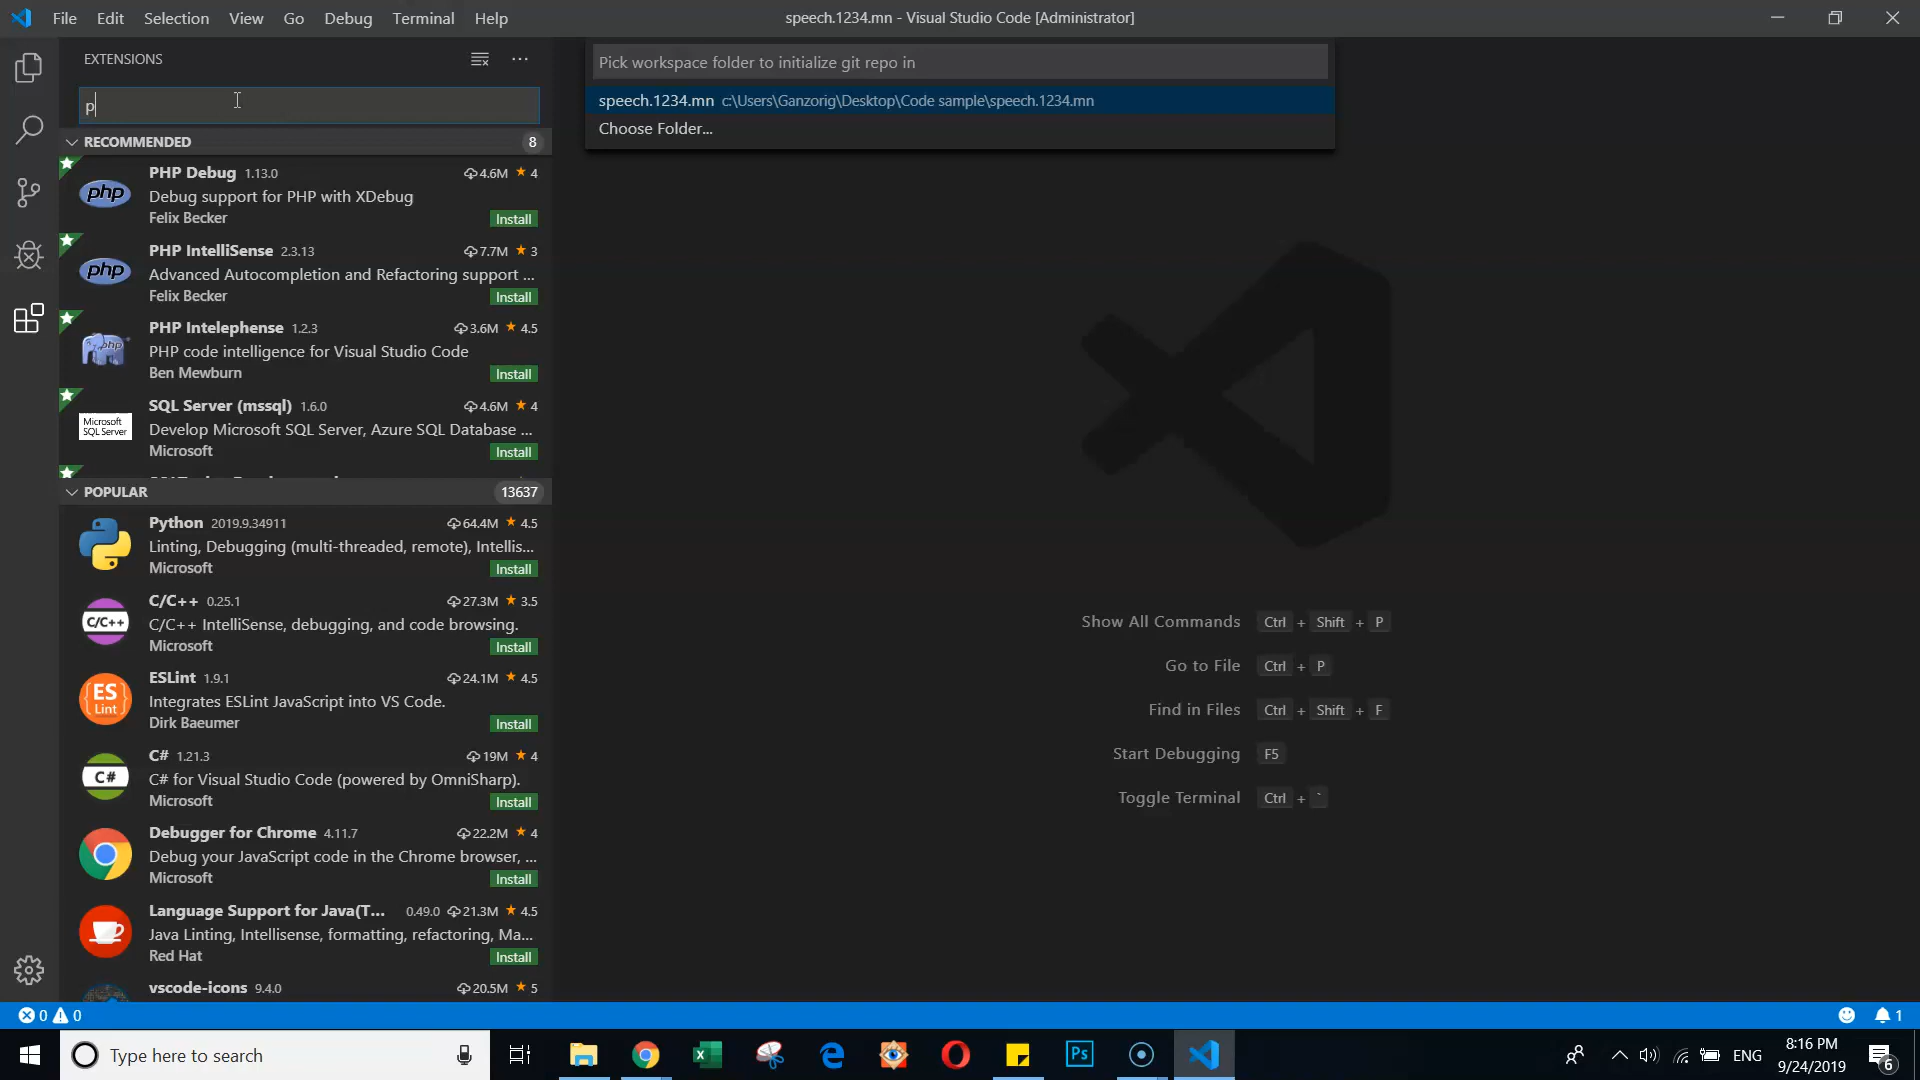 File Edit Selection View Go Debug Terminal Help
speech.1234.mn - Visual Studio Code [Administrator]
EXTENSIONS
p
Pick workspace folder to initialize git repo in
speech.1234.mn c:\Users\Ganzorig\Desktop\Code sample\speech.1234.mn
Choose Folder...
RECOMMENDED 8
PHP Debug 1.13.0 4.6M ★ 4
Debug support for PHP with XDebug
Felix Becker Install
php
PHP IntelliSense 2.3.13 7.7M ★ 3
Advanced Autocompletion and Refactoring support ...
Felix Becker Install
php
PHP Intelephense 1.2.3 3.6M ★ 4.5
PHP code intelligence for Visual Studio Code
Ben Mewburn Install
php
SQL Server (mssql) 1.6.0 4.6M ★ 4
Develop Microsoft SQL Server, Azure SQL Database ...
Microsoft Install
Microsoft
SQL Server
POPULAR 13637
Python 2019.9.34911 64.4M ★ 4.5
Linting, Debugging (multi-threaded, remote), Intellis...
Microsoft Install
C/C++ 0.25.1 27.3M ★ 3.5
C/C++ IntelliSense, debugging, and code browsing.
Microsoft Install
C/C++
ESLint 1.9.1 24.1M ★ 4.5
Integrates ESLint JavaScript into VS Code.
Dirk Baeumer Install
ES
Lint
C# 1.21.3 19M ★ 4
C# for Visual Studio Code (powered by OmniSharp).
Microsoft Install
C#
Debugger for Chrome 4.11.7 22.2M ★ 4
Debug your JavaScript code in the Chrome browser, ...
Microsoft Install
Language Support for Java(T... 0.49.0 21.3M ★ 4.5
Java Linting, Intellisense, formatting, refactoring, Ma...
Red Hat Install
vscode-icons 9.4.0 20.5M ★ 5
Show All Commands Ctrl + Shift + P
Go to File Ctrl + P
Find in Files Ctrl + Shift + F
Start Debugging F5
Toggle Terminal Ctrl + `
0 0 1
Type here to search
Ps
ENG
8:16 PM
9/24/2019
6